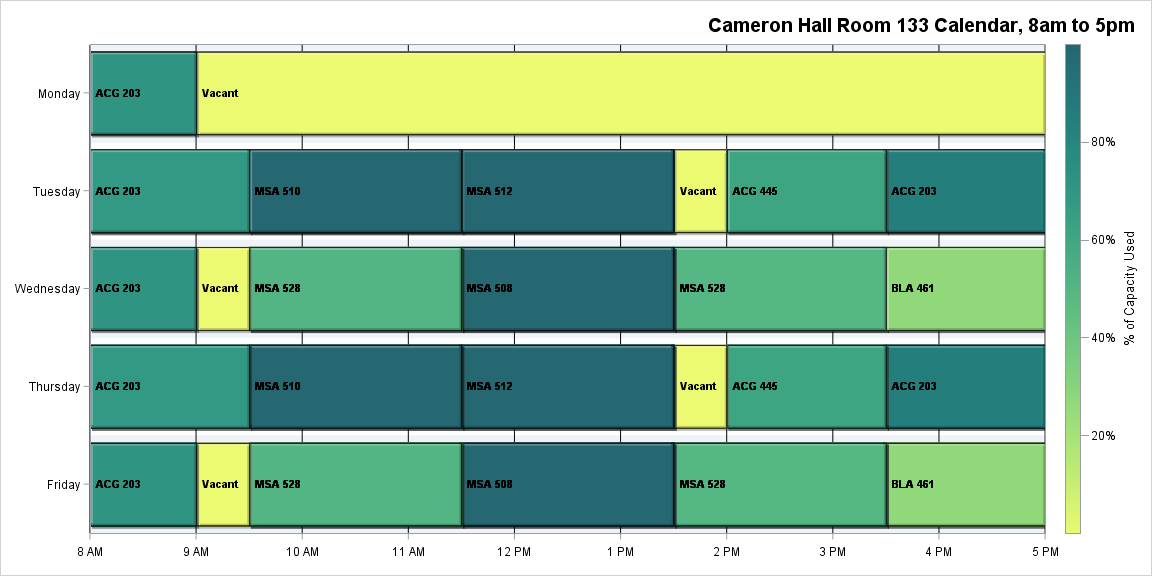 Cameron Hall Room 133 Calendar, 8am to 5pm
Monday ACG 203 Vacant
Tuesday ACG 203 MSA 510 MSA 512 Vacant ACG 445 ACG 203
Wednesday ACG 203 Vacant MSA 528 MSA 508 MSA 528 BLA 461
Thursday ACG 203 MSA 510 MSA 512 Vacant ACG 445 ACG 203
Friday ACG 203 Vacant MSA 528 MSA 508 MSA 528 BLA 461
8 AM 9 AM 10 AM 11 AM 12 PM 1 PM 2 PM 3 PM 4 PM 5 PM
80%
60%
40%
20%
% of Capacity Used